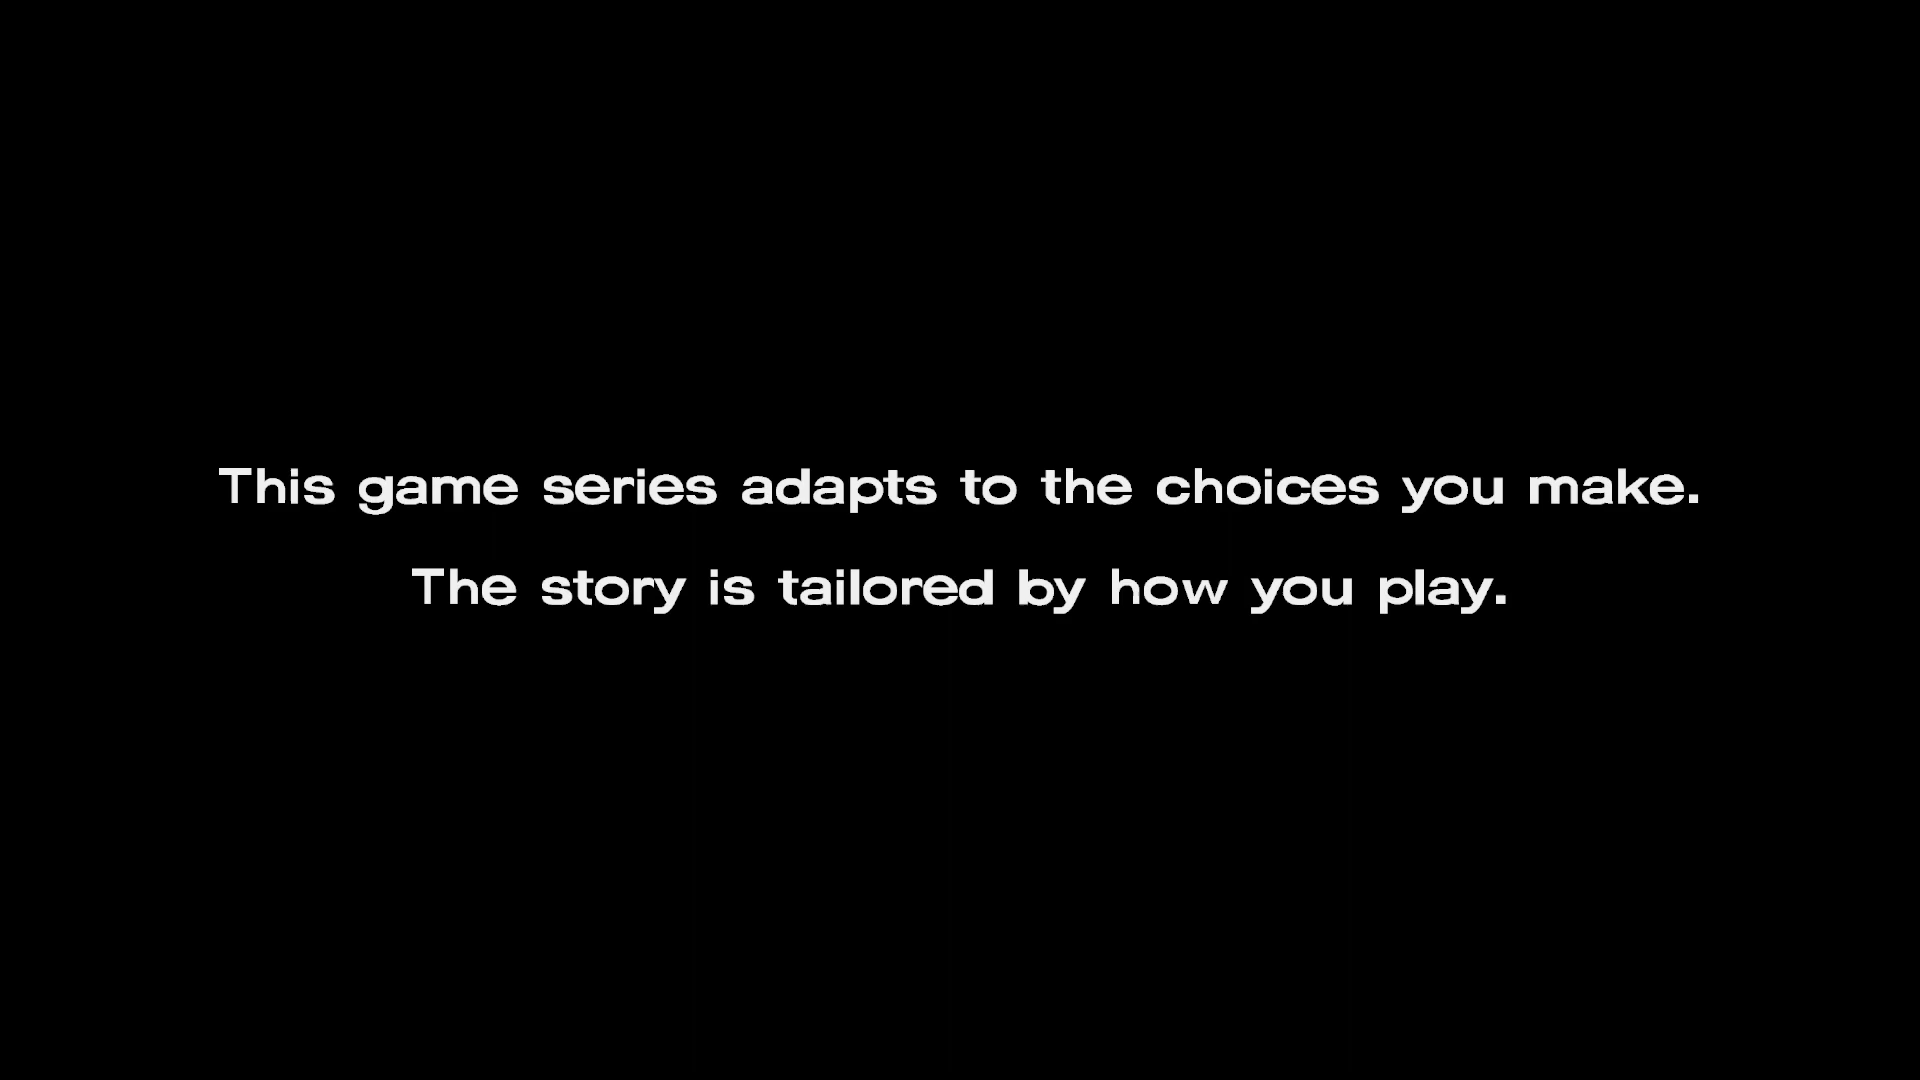 This game series adapts to the choices you make.
The story is tailored by how you play.